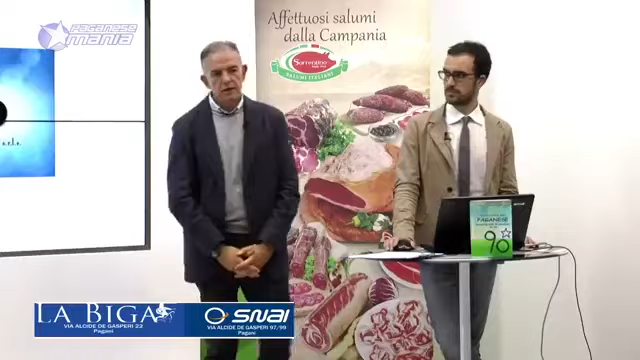 PAGANESE
mania
Affettuosi salumi
dalla Campania
Sorrentino
SALUMI ITALIANI
s.r.l.s.
PAGANESE
90
LA BIGA
VIA ALCIDE DE GASPERI 22
Pagani
SNAI
VIA ALCIDE DE GASPERI 97/99
Pagani